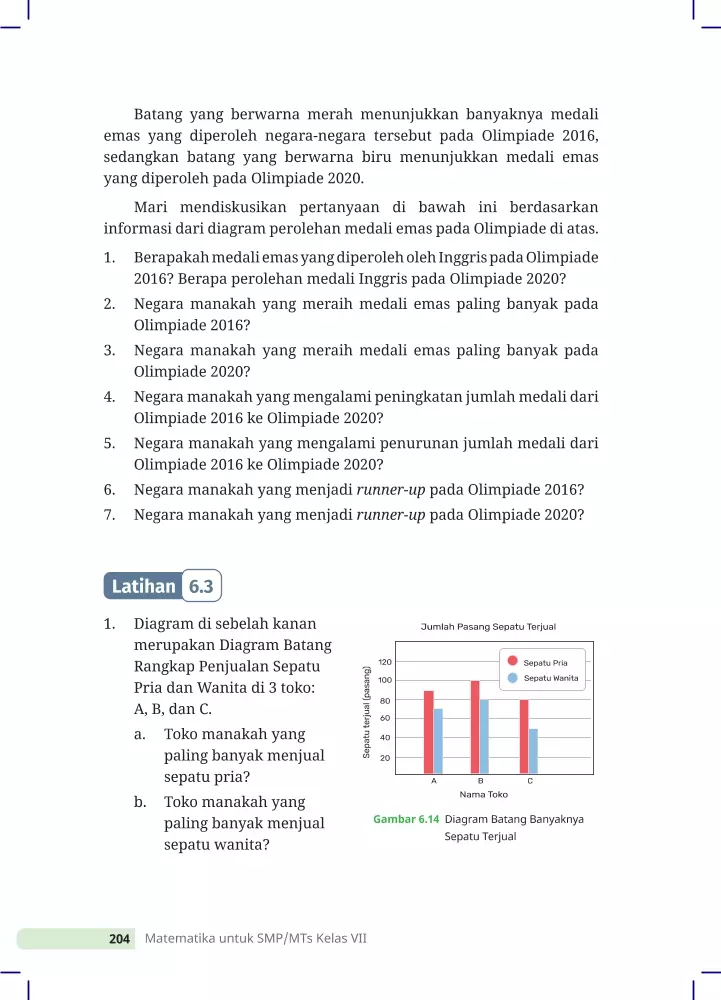 Batang yang berwarna merah menunjukkan banyaknya medali
emas yang diperoleh negara-negara tersebut pada Olimpiade 2016,
sedangkan batang yang berwarna biru menunjukkan medali emas
yang diperoleh pada Olimpiade 2020.
Mari mendiskusikan pertanyaan di bawah ini berdasarkan
informasi dari diagram perolehan medali emas pada Olimpiade di atas.
1. Berapakah medali emas yang diperoleh oleh Inggris pada Olimpiade
2016? Berapa perolehan medali Inggris pada Olimpiade 2020?
2. Negara manakah yang meraih medali emas paling banyak pada
Olimpiade 2016?
3. Negara manakah yang meraih medali emas paling banyak pada
Olimpiade 2020?
4. Negara manakah yang mengalami peningkatan jumlah medali dari
Olimpiade 2016 ke Olimpiade 2020?
5. Negara manakah yang mengalami penurunan jumlah medali dari
Olimpiade 2016 ke Olimpiade 2020?
6. Negara manakah yang menjadi runner-up pada Olimpiade 2016?
7. Negara manakah yang menjadi runner-up pada Olimpiade 2020?
Latihan 6.3
1. Diagram di sebelah kanan
merupakan Diagram Batang
Rangkap Penjualan Sepatu
Pria dan Wanita di 3 toko:
A, B, dan C.
a. Toko manakah yang
paling banyak menjual
sepatu pria?
b. Toko manakah yang
paling banyak menjual
sepatu wanita?
Jumlah Pasang Sepatu Terjual
Sepatu terjual (pasang)
120
100
80
60
40
20
Sepatu Pria
Sepatu Wanita
A B C
Nama Toko
Gambar 6.14 Diagram Batang Banyaknya
Sepatu Terjual
204 Matematika untuk SMP/MTs Kelas VII